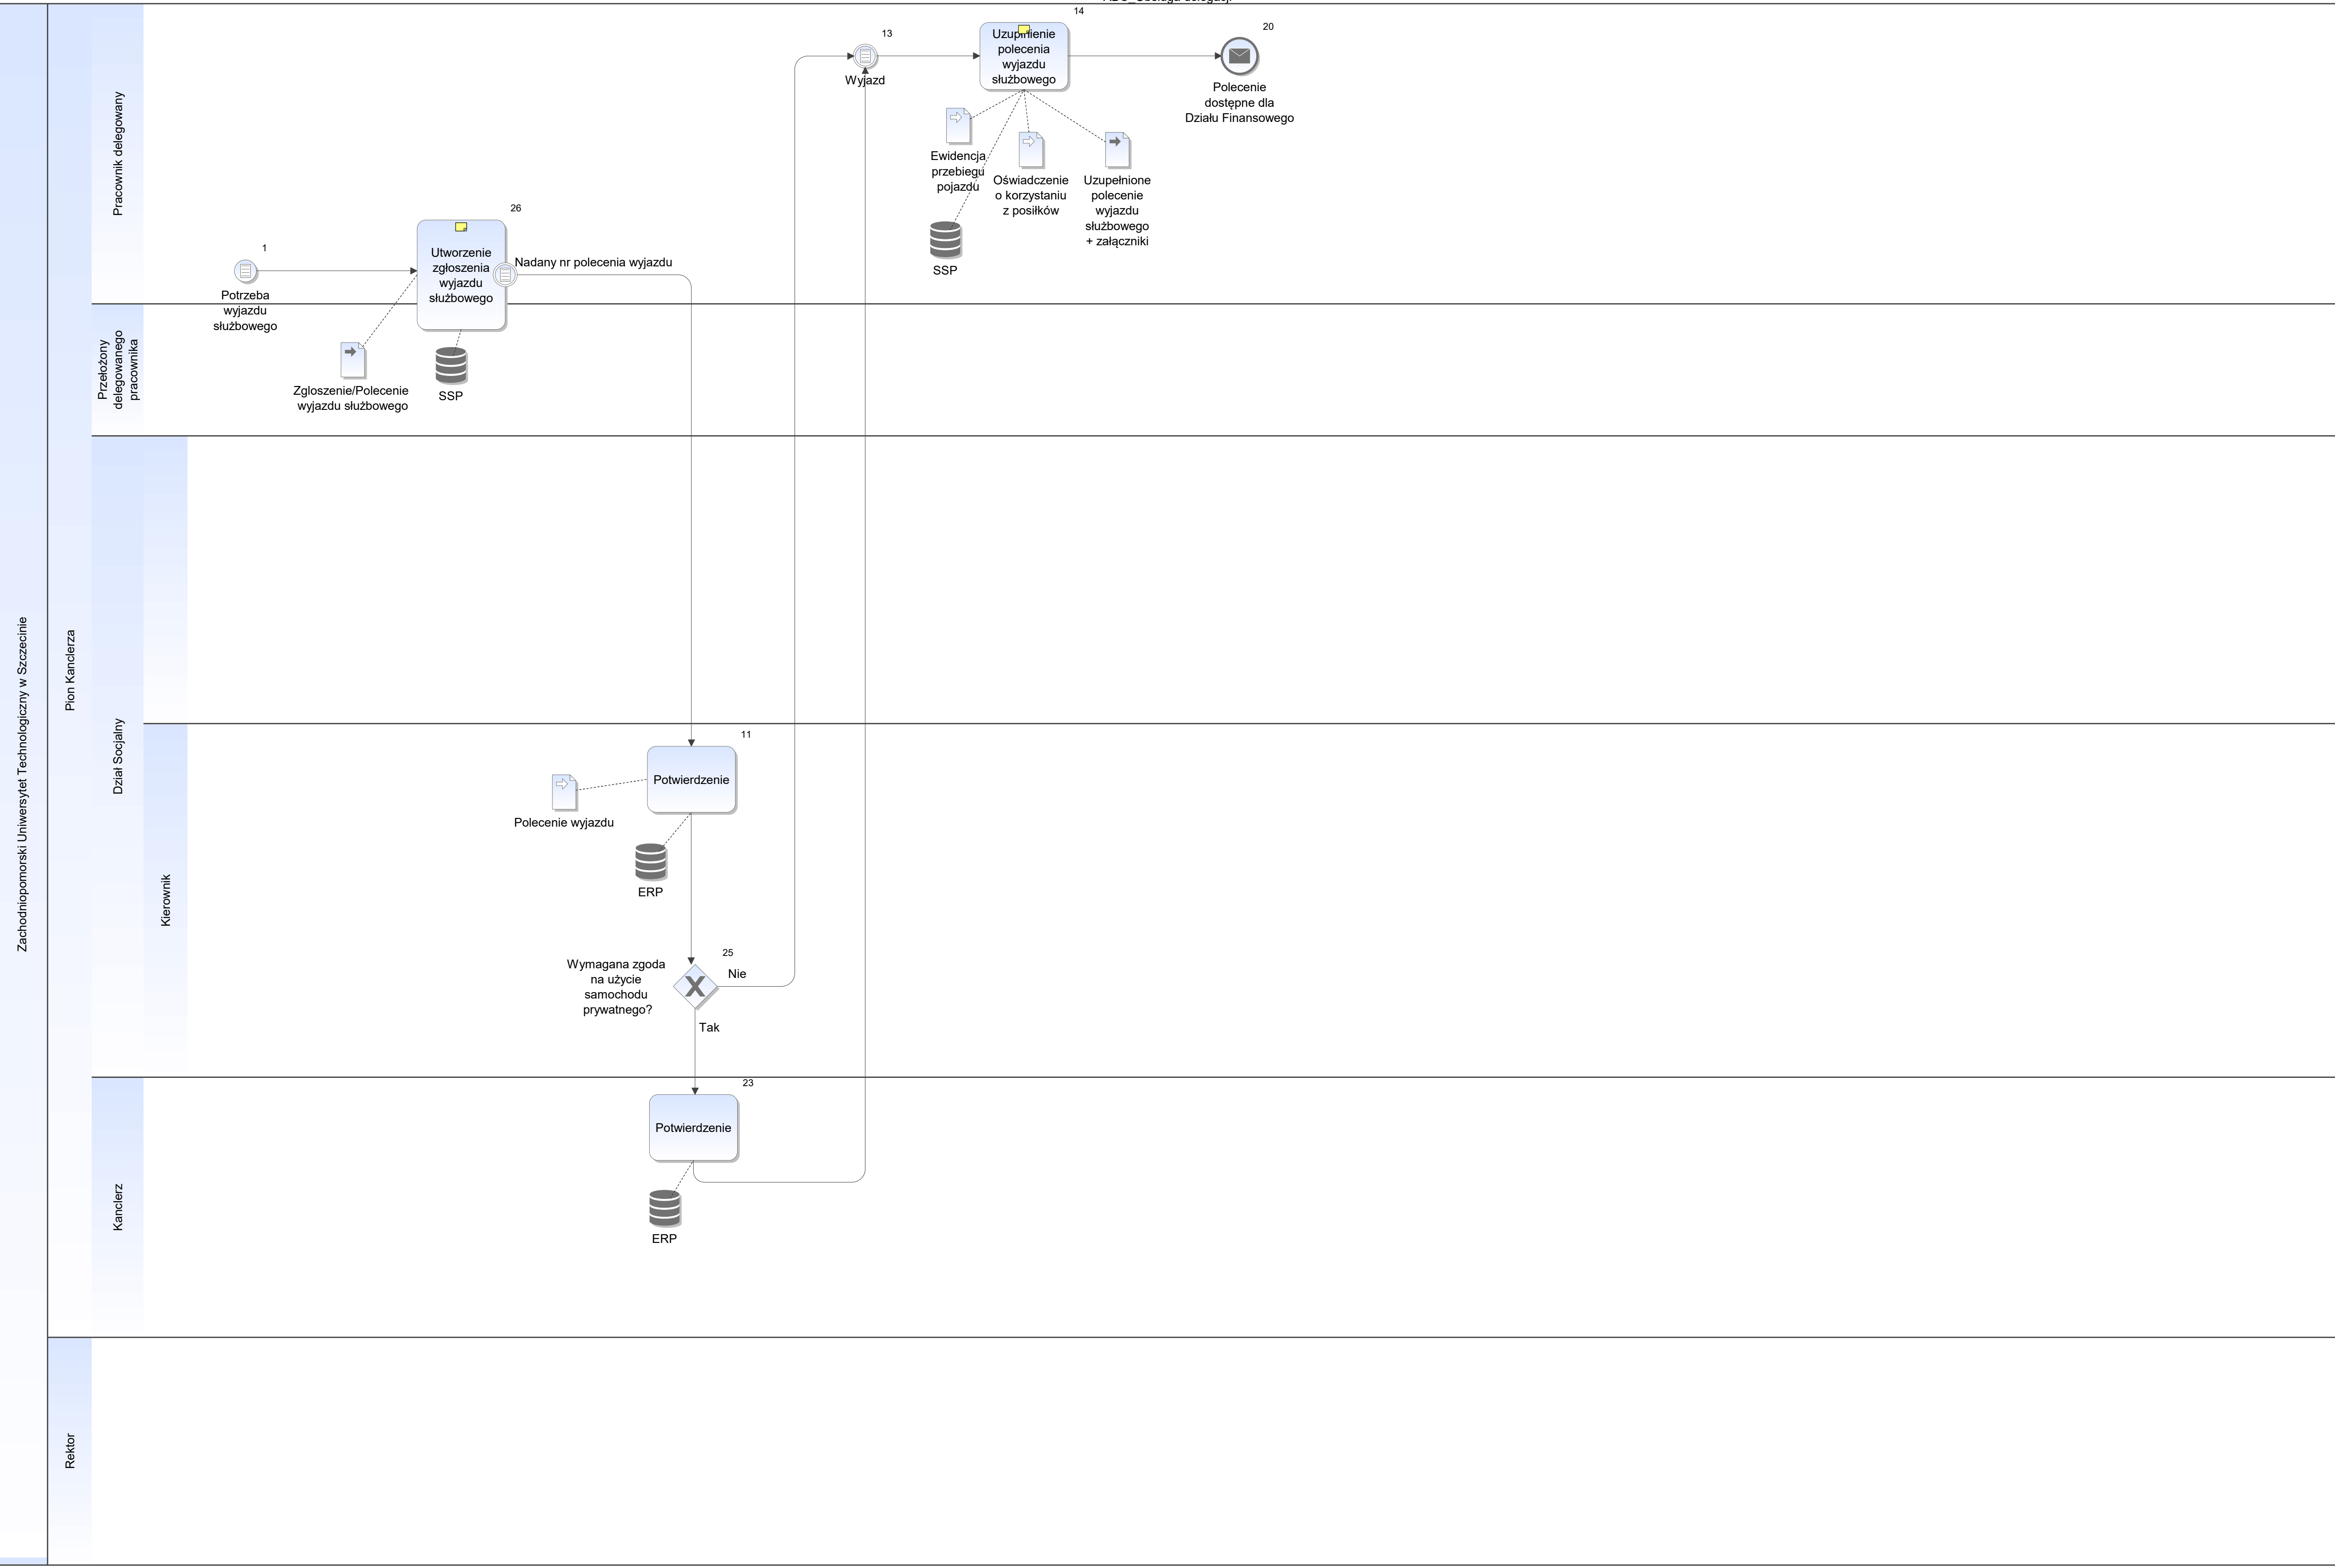 14
13
20
Uzupłnienie
polecenia
wyjazdu
służbowego
Wyjazd
Polecenie
dostępne dla
Działu Finansowego
Ewidencja
przebiegu
pojazdu
Oświadczenie
o korzystaniu
z posiłków
Uzupełnione
polecenie
wyjazdu
służbowego
+ załączniki
SSP
Pracownik delegowany
26
1
Utworzenie
zgłoszenia
wyjazdu
służbowego
Nadany nr polecenia wyjazdu
Potrzeba
wyjazdu
służbowego
Przełożony
delegowanego
pracownika
Zgloszenie/Polecenie
wyjazdu służbowego
SSP
Zachodniopomorski Uniwersytet Technologiczny w Szczecinie
Pion Kanclerza
Dział Socjalny
Kierownik
11
Potwierdzenie
Polecenie wyjazdu
ERP
25
Wymagana zgoda
na użycie
samochodu
prywatnego?
Nie
Tak
Kanclerz
23
Potwierdzenie
ERP
Rektor